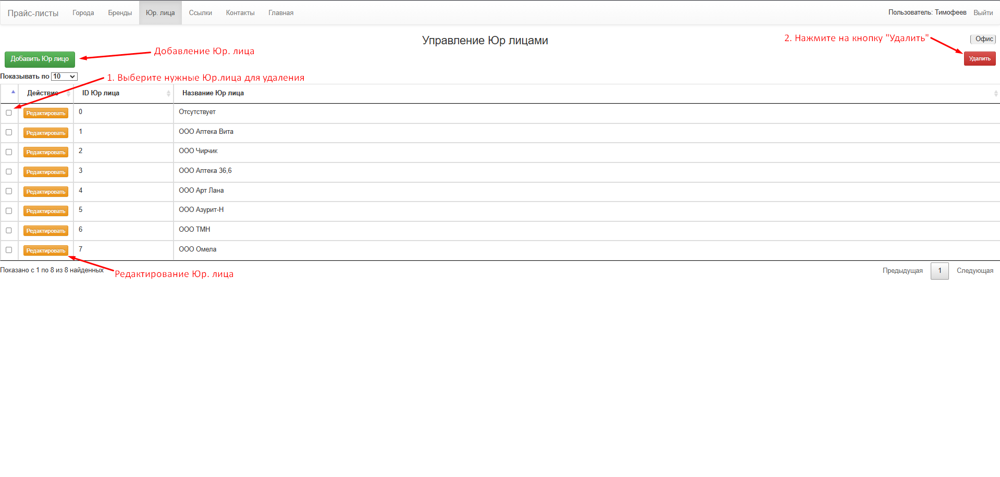 Прайс-листы Города Бренды Юр. лица Ссылки Контакты Главная Пользователь: Тимофеев Выйти
Управление Юр лицами
2. Нажмите на кнопку "Удалить"
Офис
Добавление Юр. лица
Добавить Юр лицо
Удалить
Показывать по 10
1. Выберите нужные Юр.лица для удаления
Действие ID Юр лица Название Юр лица
Редактировать 0 Отсутствует
Редактировать 1 ООО Аптека Вита
Редактировать 2 ООО Чирчик
Редактировать 3 ООО Аптека 36,6
Редактировать 4 ООО Арт Лана
Редактировать 5 ООО Азурит-Н
Редактировать 6 ООО ТМН
Редактировать 7 ООО Омела
Показано с 1 по 8 из 8 найденных
Редактирование Юр. лица
Предыдущая 1 Следующая